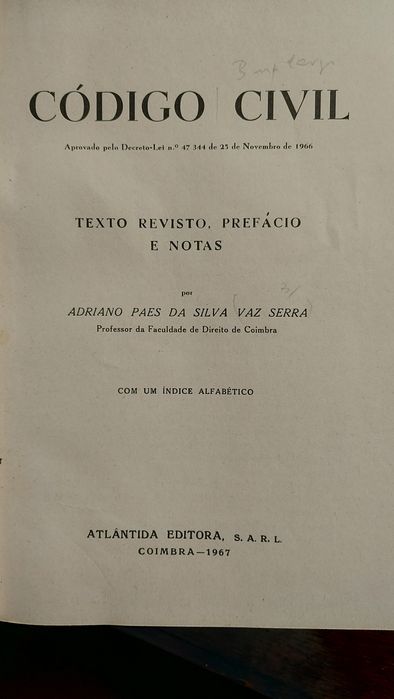 CÓDIGO CIVIL
Aprovado pelo Decreto-Lei n.º 47 344 de 25 de Novembro de 1966
TEXTO REVISTO, PREFÁCIO
E NOTAS
por
ADRIANO PAES DA SILVA VAZ SERRA
Professor da Faculdade de Direito de Coimbra
COM UM ÍNDICE ALFABÉTICO
ATLÂNTIDA EDITORA, S. A. R. L.
COIMBRA—1967